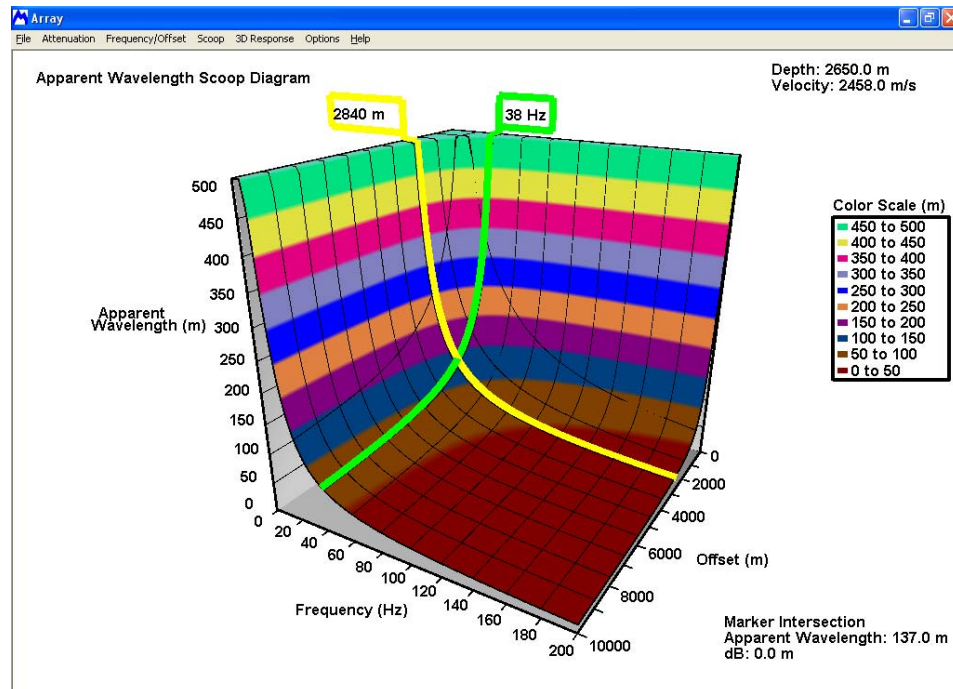 Array
File Attenuation Frequency/Offset Scoop 3D Response Options Help
Apparent Wavelength Scoop Diagram
Depth: 2650.0 m
Velocity: 2458.0 m/s
2840 m
38 Hz
500
450
400
350
300
250
200
150
100
50
0
Apparent
Wavelength (m)
Color Scale (m)
450 to 500
400 to 450
350 to 400
300 to 350
250 to 300
200 to 250
150 to 200
100 to 150
50 to 100
0 to 50
0
20
40
60
80
100
120
140
160
180
200
Frequency (Hz)
0
2000
4000
6000
8000
10000
Offset (m)
Marker Intersection
Apparent Wavelength: 137.0 m
dB: 0.0 m